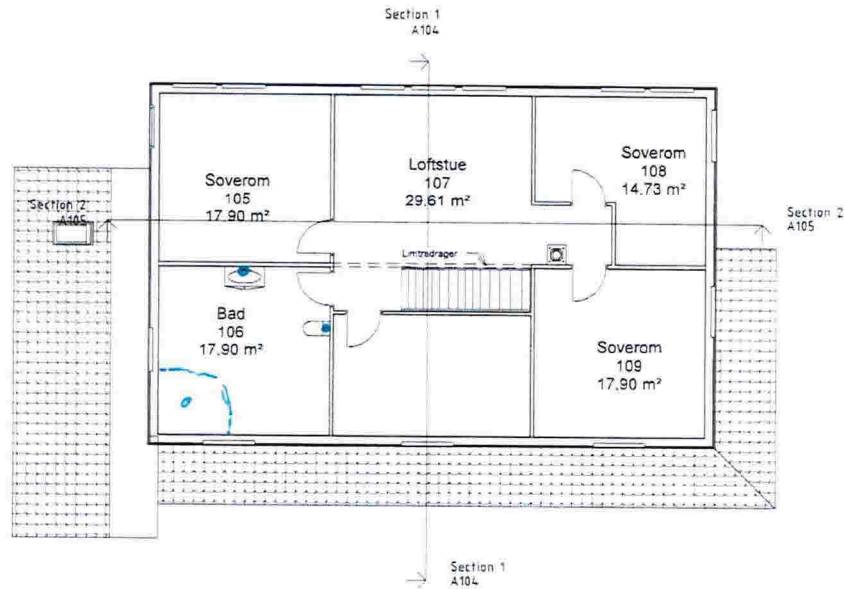 Section 1
A104
Soverom
105
17.90 m²
Loftstue
107
29.61 m²
Soverom
108
14.73 m²
Section 2
A105
Section 2
A105
Limtredrager
Bad
106
17.90 m²
Soverom
109
17.90 m²
Section 1
A104